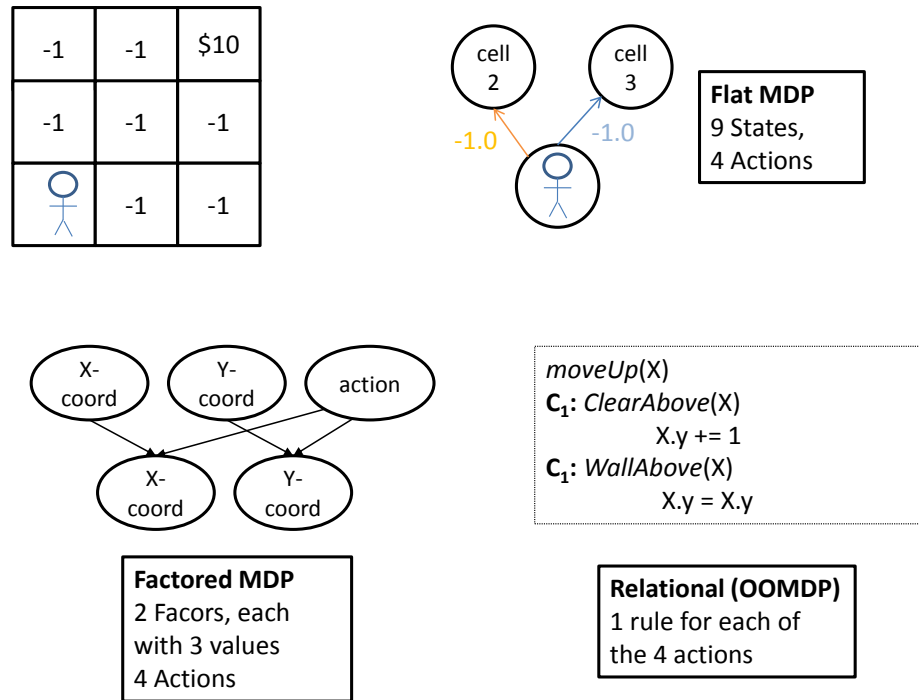 -1 -1 $10
-1 -1 -1
-1 -1
cell
2
cell
3
-1.0 -1.0
Flat MDP
9 States,
4 Actions
X-
coord
Y-
coord
action
X-
coord
Y-
coord
Factored MDP
2 Facors, each
with 3 values
4 Actions
moveUp(X)
C₁: ClearAbove(X)
X.y += 1
C₁: WallAbove(X)
X.y = X.y
Relational (OOMDP)
1 rule for each of
the 4 actions